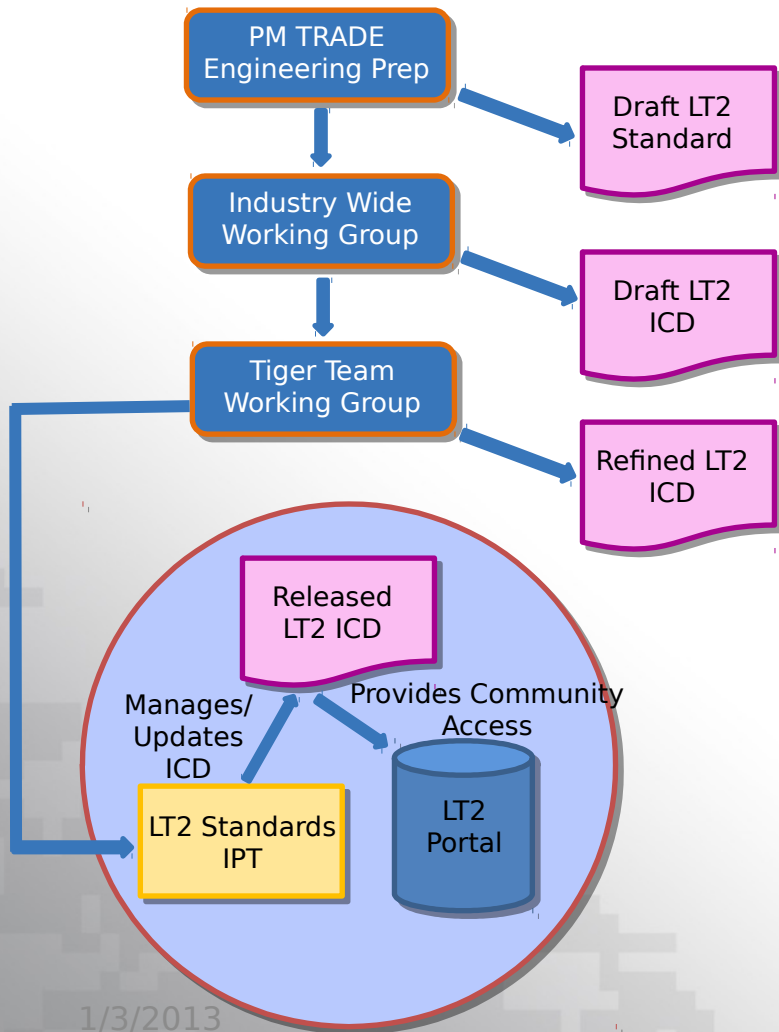 PM TRADE
Engineering Prep
Draft LT2
Standard
Industry Wide
Working Group
Draft LT2
ICD
Tiger Team
Working Group
Refined LT2
ICD
Released
LT2 ICD
Manages/
Updates
ICD
Provides Community
Access
LT2 Standards
IPT
LT2
Portal
1/3/2013